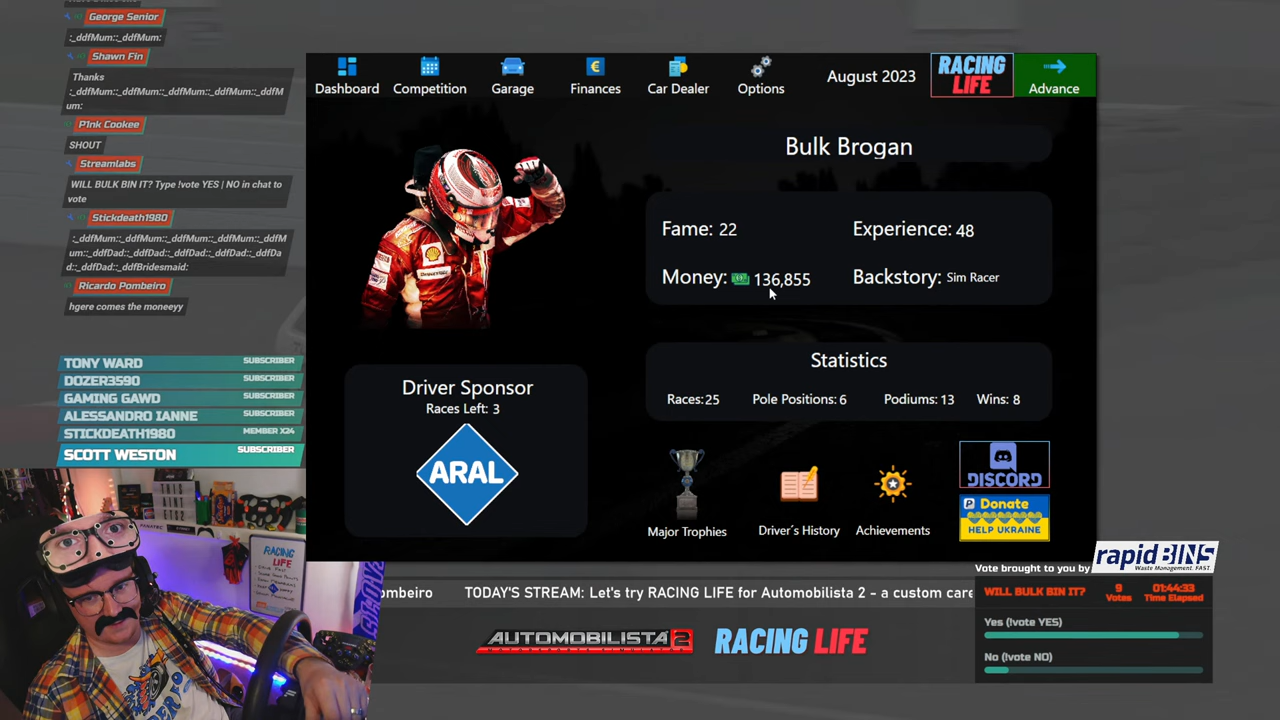 George Senior
:_ddfMum::_ddfMum:
Shawn Fin
Thanks
:_ddfMum::_ddfMum::_ddfMum::_ddfMum::_ddfM
um:
P1nk Cookee
SHOUT
Streamlabs
WILL BULK BIN IT? Type !vote YES | NO in chat to
vote
Stickdeath1980
:_ddfMum::_ddfMum::_ddfMum::_ddfMum::_ddfM
um::_ddfDad::_ddfDad::_ddfDad::_ddfDad::_ddfDa
d::_ddfDad::_ddfBridesmaid:
Ricardo Pombeiro
hgere comes the moneeyy
TONY WARD SUBSCRIBER
DOZER3590 SUBSCRIBER
GAMING GAWD SUBSCRIBER
ALESSANDRO IANNE SUBSCRIBER
STICKDEATH1980 MEMBER X24
SCOTT WESTON SUBSCRIBER
Dashboard
Competition
Garage
Finances
Car Dealer
Options
August 2023
RACING
LIFE
Advance
Bulk Brogan
Fame: 22
Experience: 48
Money: 136,855
Backstory: Sim Racer
Statistics
Races:25
Pole Positions: 6
Podiums: 13
Wins: 8
Driver Sponsor
Races Left: 3
ARAL
Major Trophies
Driver´s History
Achievements
DISCORD
Donate
HELP UKRAINE
RACING
LIFE
ombeiro
TODAY'S STREAM: Let's try RACING LIFE for Automobilista 2 - a custom care
AUTOMOBILISTA 2
RACING LIFE
Vote brought to you by
rapidBINS
Waste Management. FAST.
WILL BULK BIN IT?
9
Votes
01:44:33
Time Elapsed
Yes (!vote YES)
No (!vote NO)